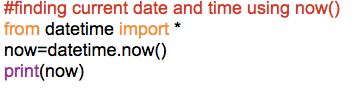 #finding current date and time using now()
from datetime import *
now=datetime.now()
print(now)